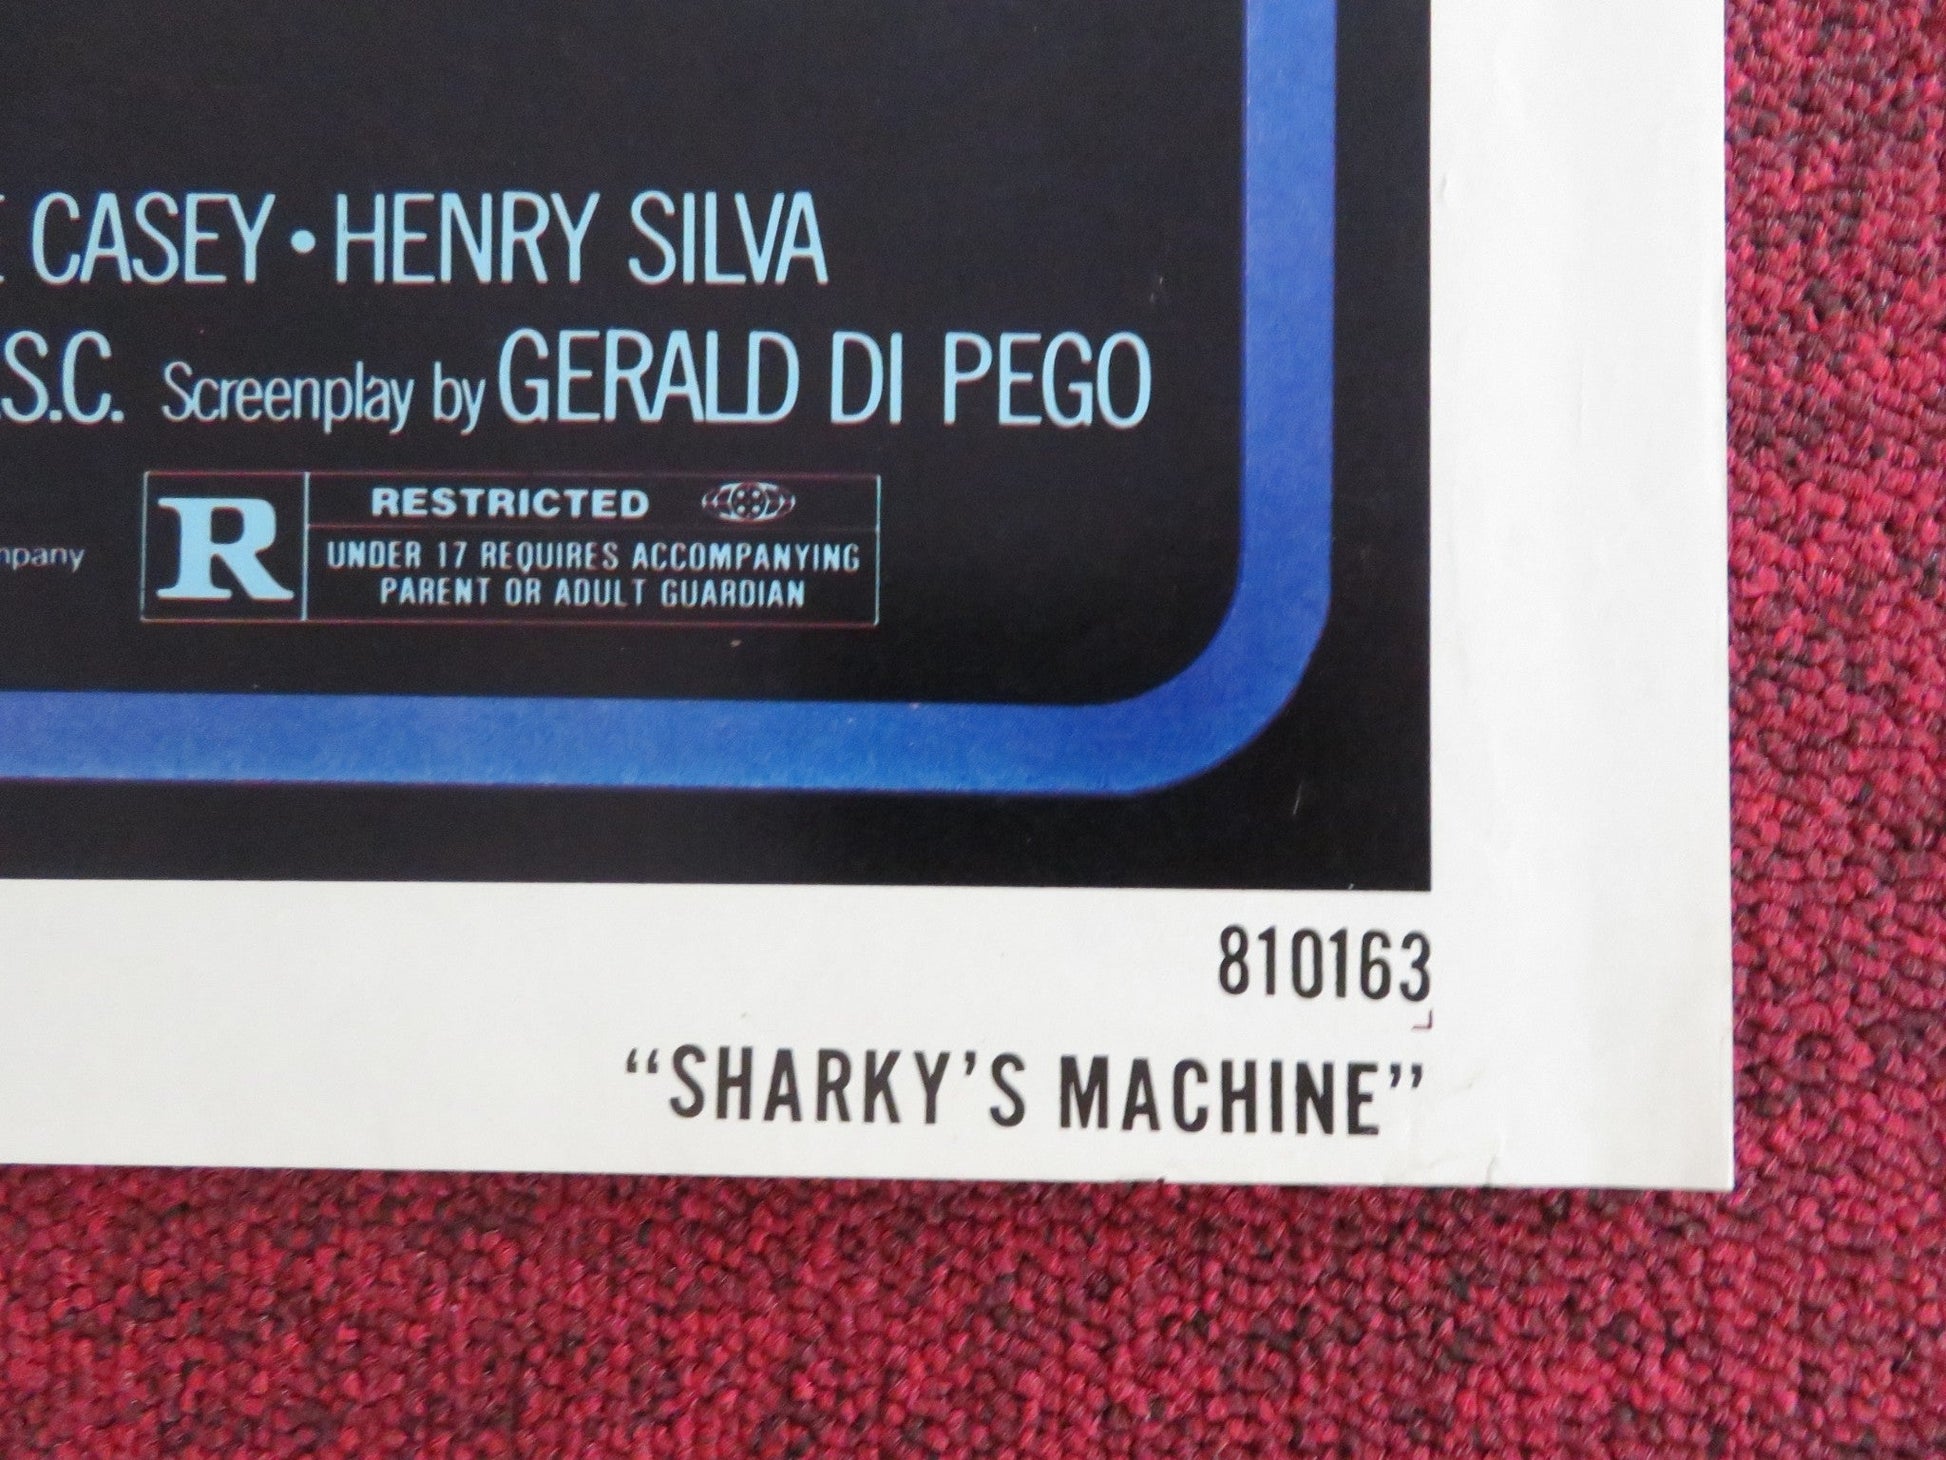 CASEY • HENRY SILVA
.S.C. Screenplay by GERALD DI PEGO
R RESTRICTED
UNDER 17 REQUIRES ACCOMPANYING
PARENT OR ADULT GUARDIAN
810163
"SHARKY'S MACHINE"